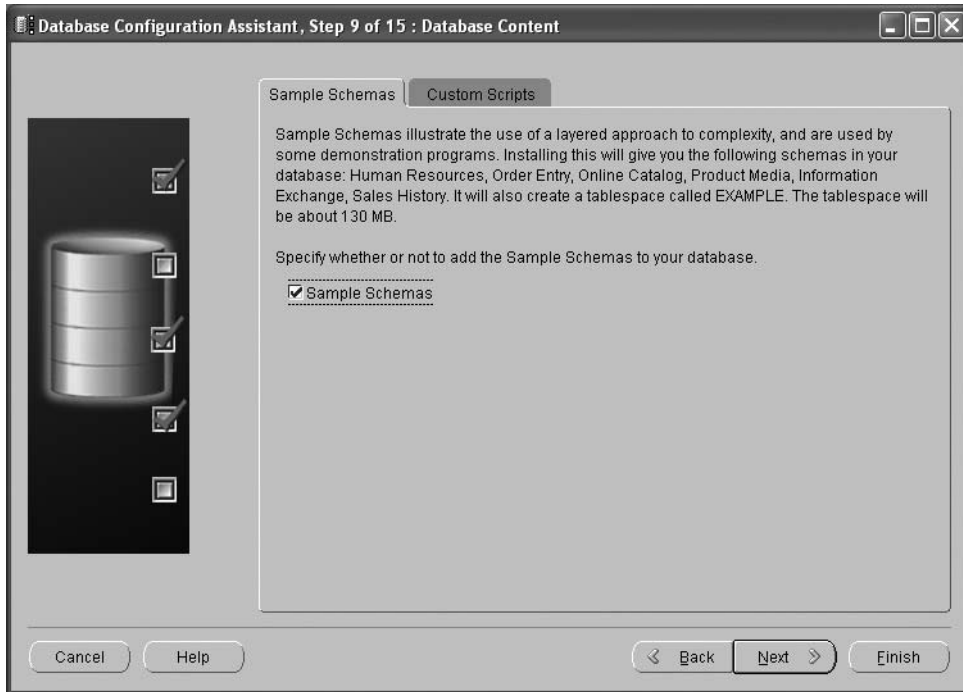 Database Configuration Assistant, Step 9 of 15 : Database Content
Sample Schemas
Custom Scripts
Sample Schemas illustrate the use of a layered approach to complexity, and are used by
some demonstration programs. Installing this will give you the following schemas in your
database: Human Resources, Order Entry, Online Catalog, Product Media, Information
Exchange, Sales History. It will also create a tablespace called EXAMPLE. The tablespace will
be about 130 MB.
Specify whether or not to add the Sample Schemas to your database.
Sample Schemas
Cancel
Help
Back
Next
Finish